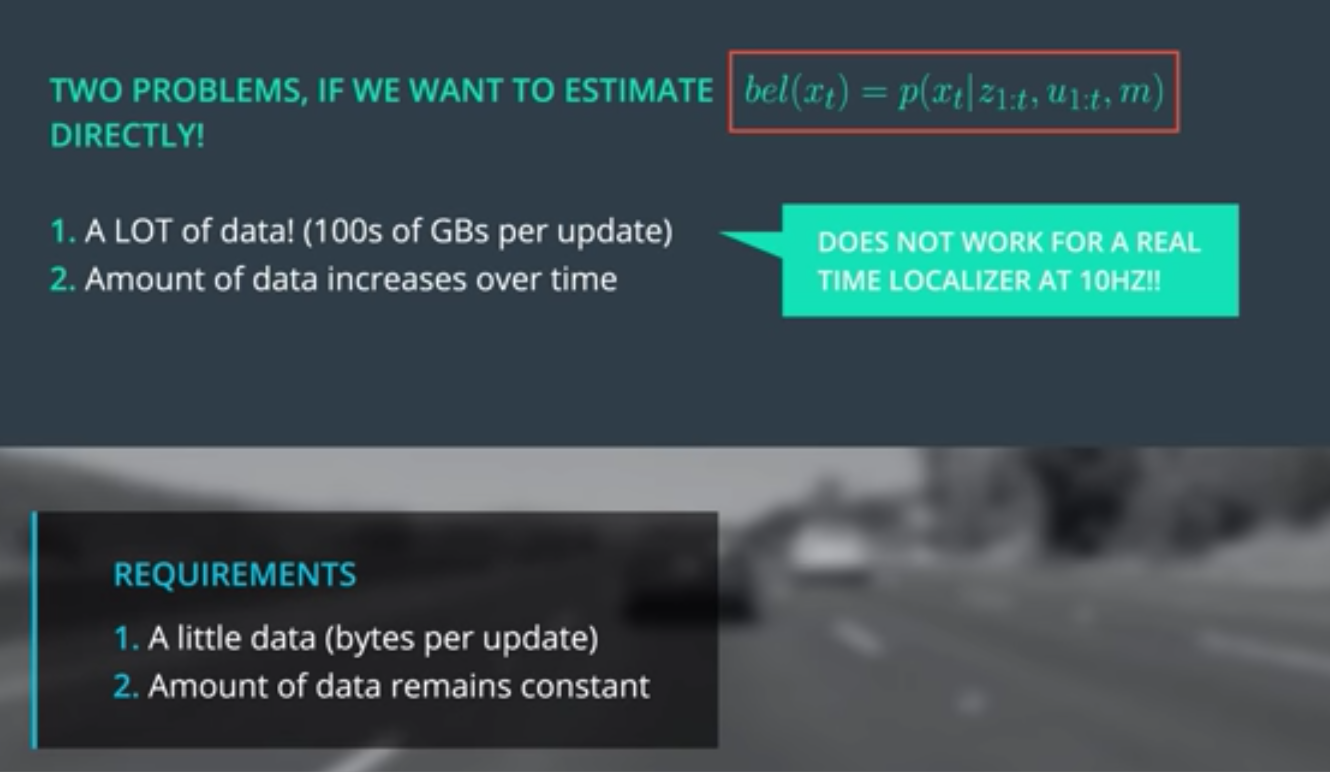 TWO PROBLEMS, IF WE WANT TO ESTIMATE bel(x_t) = p(x_t|z_{1:t}, u_{1:t}, m)
DIRECTLY!
1. A LOT of data! (100s of GBs per update)
2. Amount of data increases over time
DOES NOT WORK FOR A REAL
TIME LOCALIZER AT 10HZ!!
REQUIREMENTS
1. A little data (bytes per update)
2. Amount of data remains constant